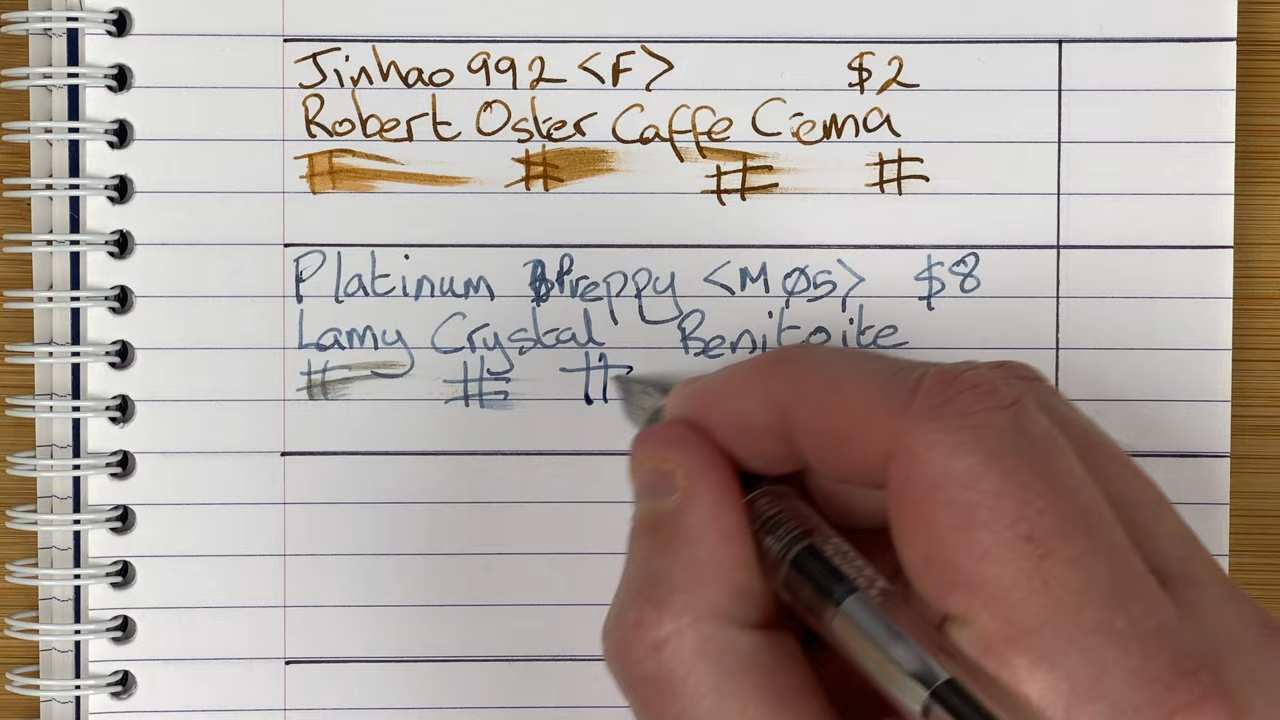 Jinhao 992 <F> $2
Robert Oster Caffe Crema
# # # #
Platinum Preppy <M 05> $8
Lamy Crystal Benitoite
# # #